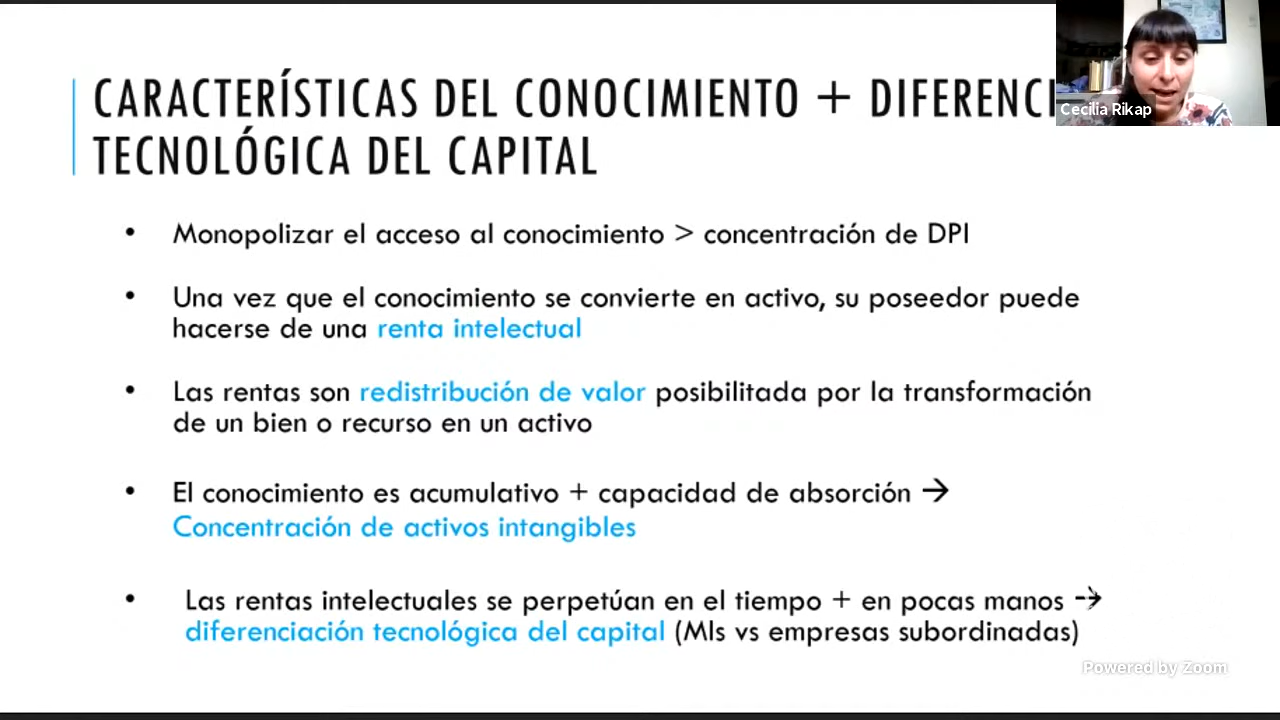 CARACTERÍSTICAS DEL CONOCIMIENTO + DIFERENCI
TECNOLÓGICA DEL CAPITAL
Cecilia Rikap
• Monopolizar el acceso al conocimiento > concentración de DPI
• Una vez que el conocimiento se convierte en activo, su poseedor puede
hacerse de una renta intelectual
• Las rentas son redistribución de valor posibilitada por la transformación
de un bien o recurso en un activo
• El conocimiento es acumulativo + capacidad de absorción →
Concentración de activos intangibles
• Las rentas intelectuales se perpetúan en el tiempo + en pocas manos →
diferenciación tecnológica del capital (MIs vs empresas subordinadas)
Powered by Zoom